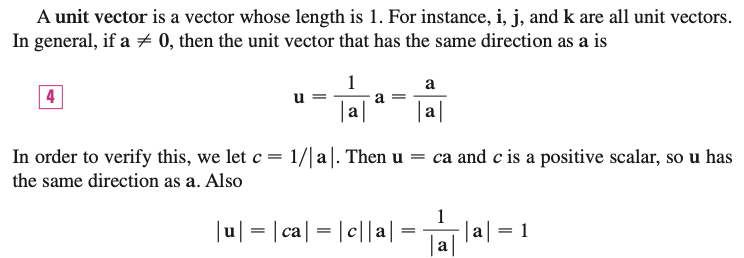 A unit vector is a vector whose length is 1. For instance, i, j, and k are all unit vectors.
In general, if a ≠ 0, then the unit vector that has the same direction as a is
4 u = 1/|a| a = a/|a|
In order to verify this, we let c = 1/|a|. Then u = ca and c is a positive scalar, so u has
the same direction as a. Also
|u| = |ca| = |c||a| = 1/|a| |a| = 1